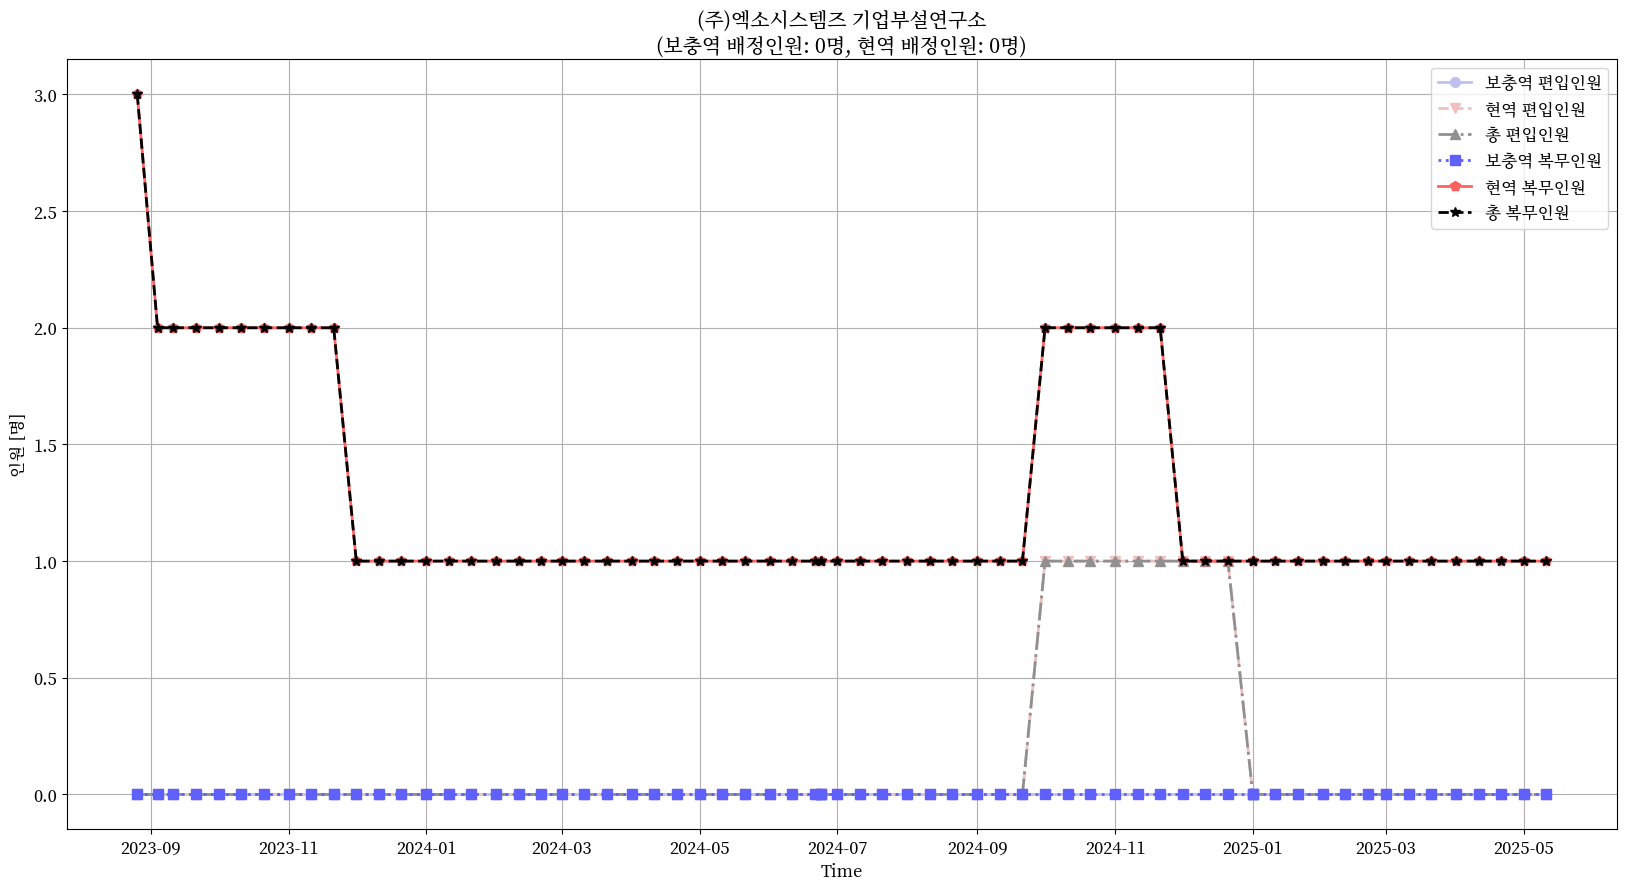 (주)엑소시스템즈 기업부설연구소
(보충역 배정인원: 0명, 현역 배정인원: 0명)
보충역 편입인원
현역 편입인원
총 편입인원
보충역 복무인원
현역 복무인원
총 복무인원
인원 [명]
3.0
2.5
2.0
1.5
1.0
0.5
0.0
2023-09 2023-11 2024-01 2024-03 2024-05 2024-07 2024-09 2024-11 2025-01 2025-03 2025-05
Time